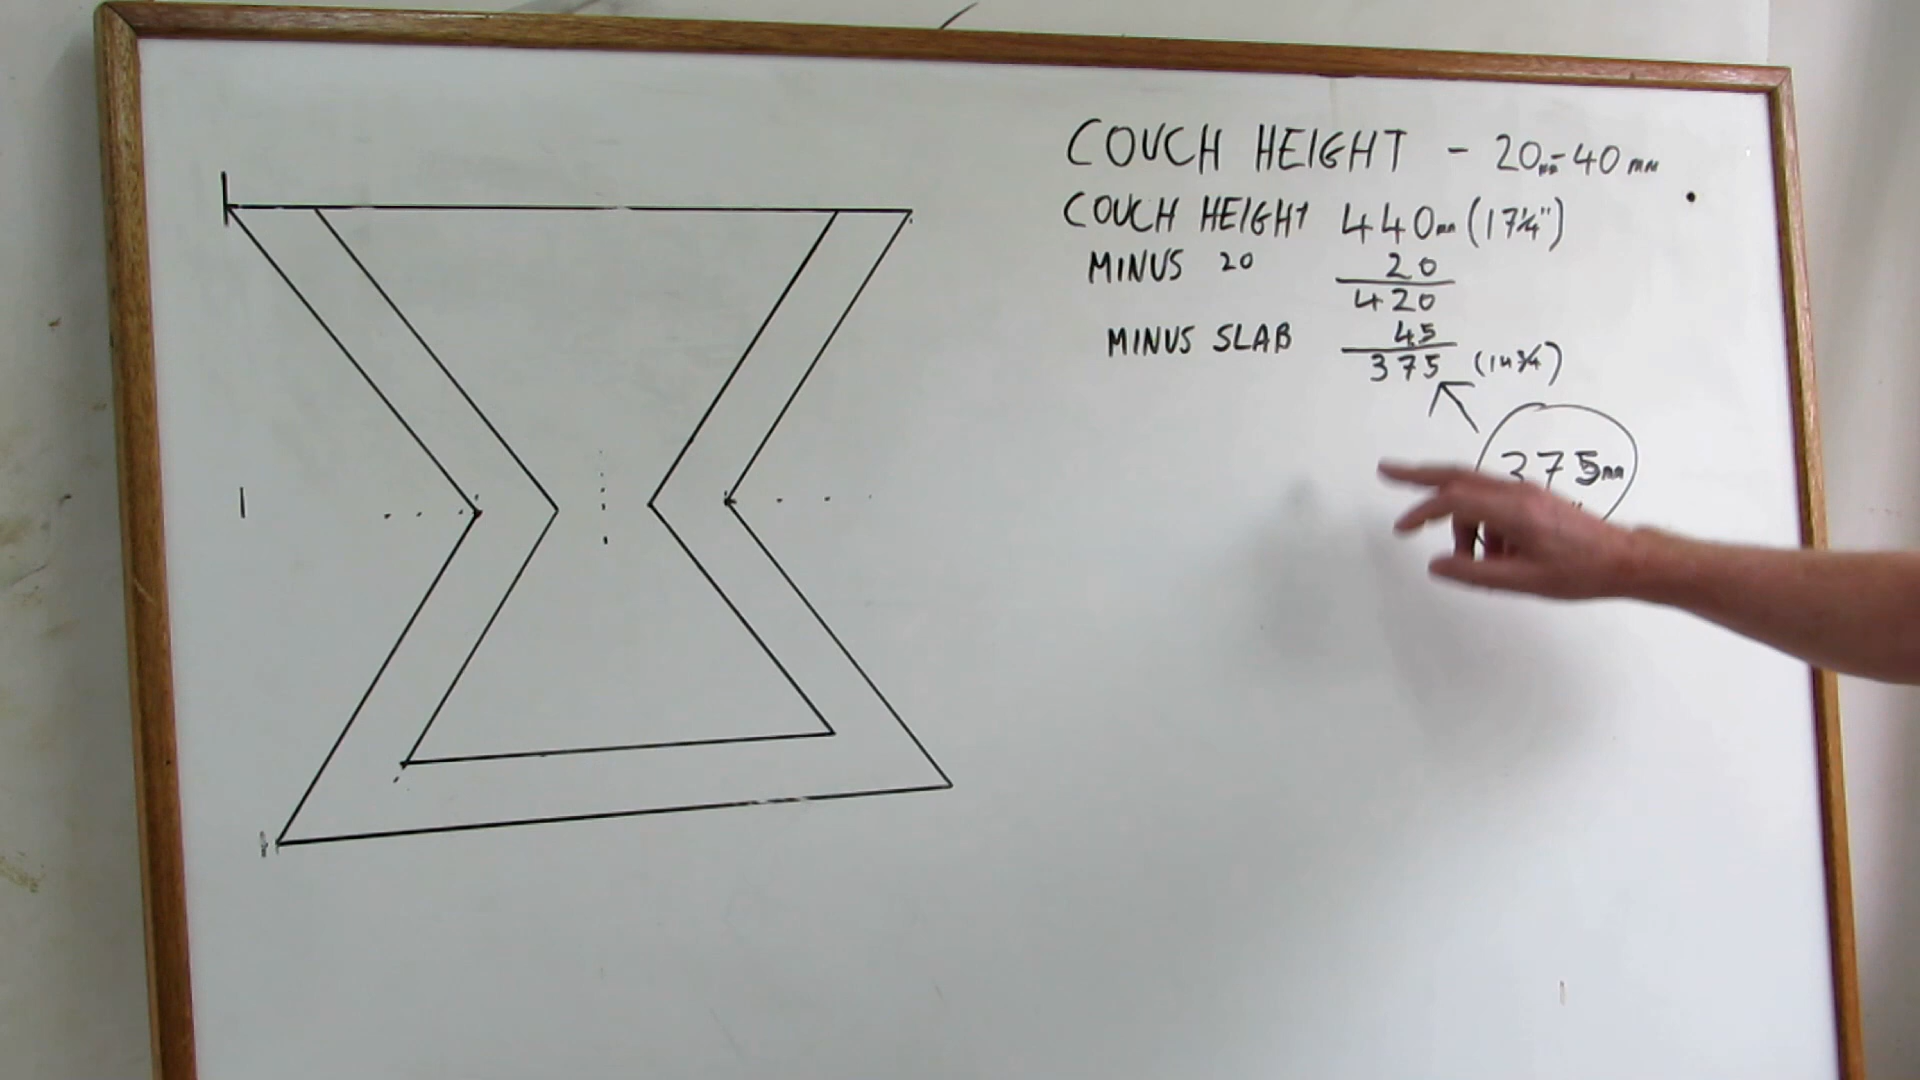 COUCH HEIGHT - 20mm-40mm
COUCH HEIGHT 440mm (17¼")
MINUS 20 20
420
MINUS SLAB 45
375 (14¾)
375mm